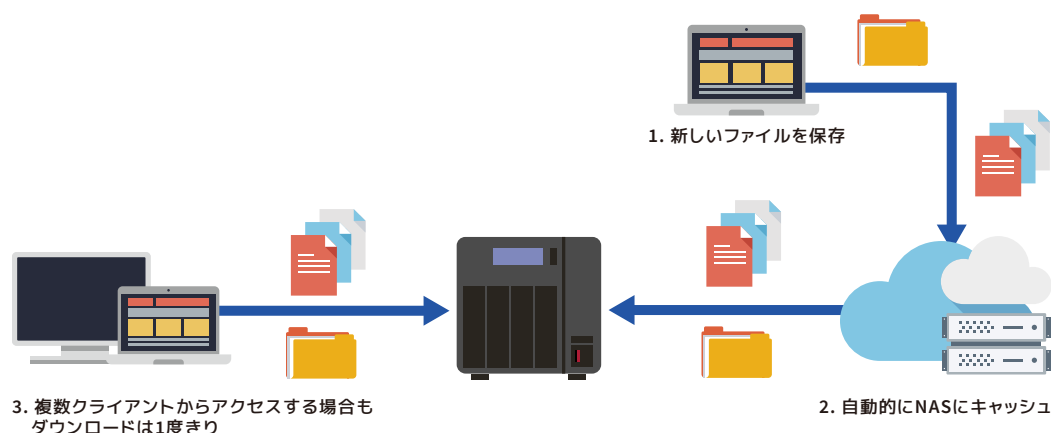 1. 新しいファイルを保存
2. 自動的にNASにキャッシュ
3. 複数クライアントからアクセスする場合も
ダウンロードは1度きり